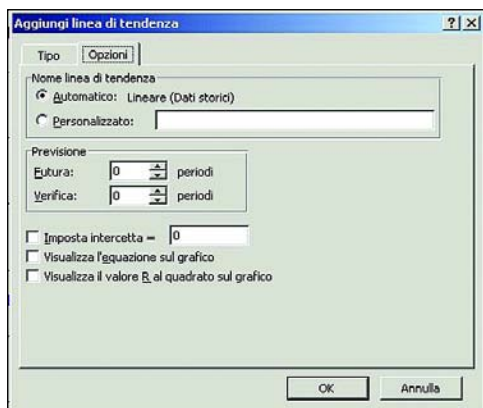 Aggiungi linea di tendenza
Tipo Opzioni
Nome linea di tendenza
Automatico: Lineare (Dati storici)
Personalizzato:
Previsione
Futura: 0 periodi
Verifica: 0 periodi
Imposta intercetta = 0
Visualizza l'equazione sul grafico
Visualizza il valore R al quadrato sul grafico
OK Annulla